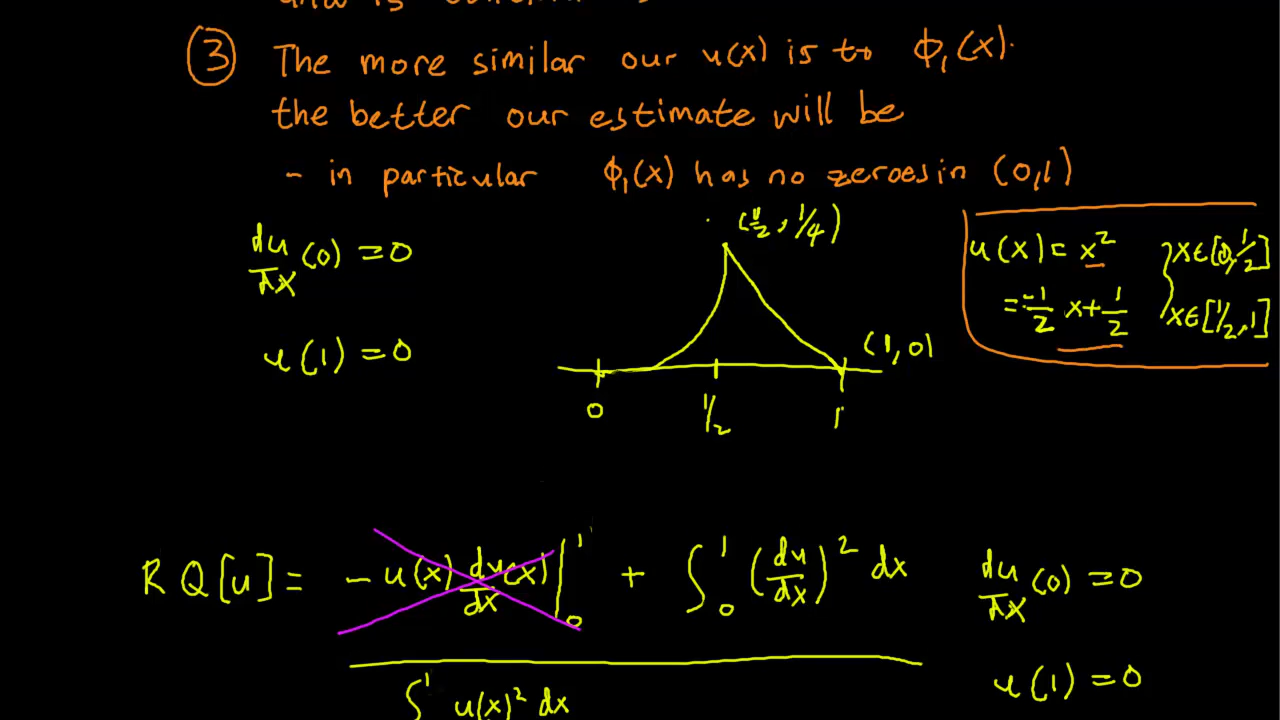 ③ The more similar our u(x) is to ϕ₁(x).
the better our estimate will be
- in particular ϕ₁(x) has no zeroes in (0,1)
du/dx (0) = 0
u(1) = 0
(1/2, 1/4)
(1, 0)
0 1/2 1
u(x) = x² x∈[0,1/2]
= -1/2 x + 1/2 x∈[1/2,1]
RQ[u] = - u(x) du/dx (x) |₀¹ + ∫₀¹ (du/dx)² dx
du/dx (0) = 0
∫¹ u(x)² dx
u(1) = 0